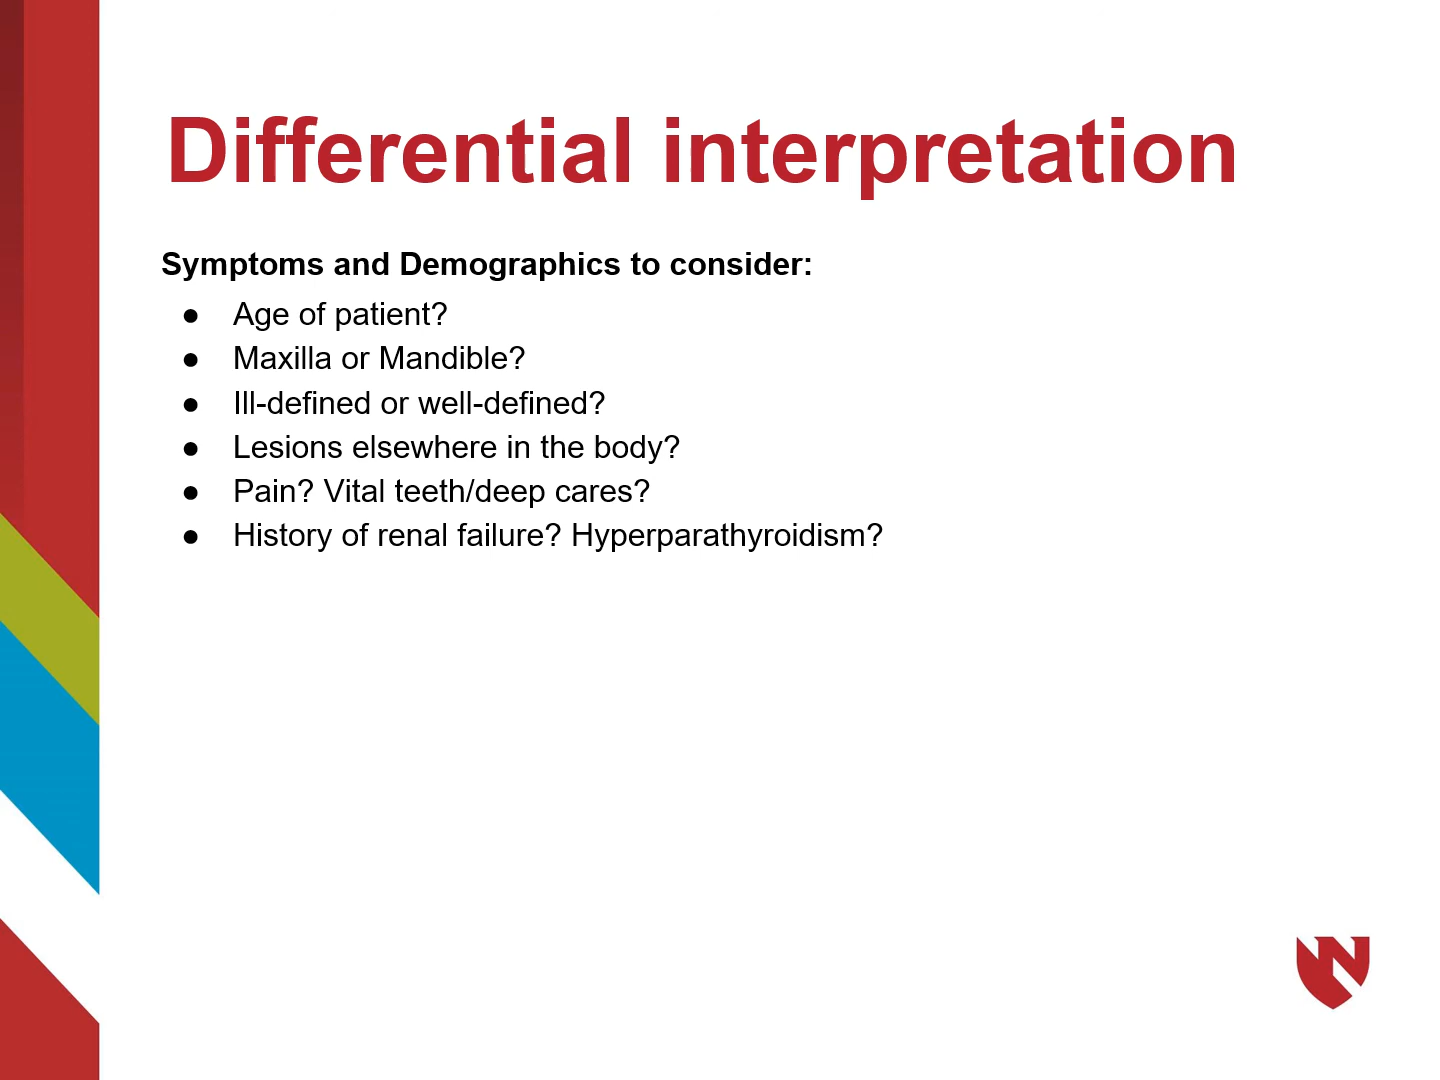 Differential interpretation
Symptoms and Demographics to consider:
● Age of patient?
● Maxilla or Mandible?
● Ill-defined or well-defined?
● Lesions elsewhere in the body?
● Pain? Vital teeth/deep cares?
● History of renal failure? Hyperparathyroidism?